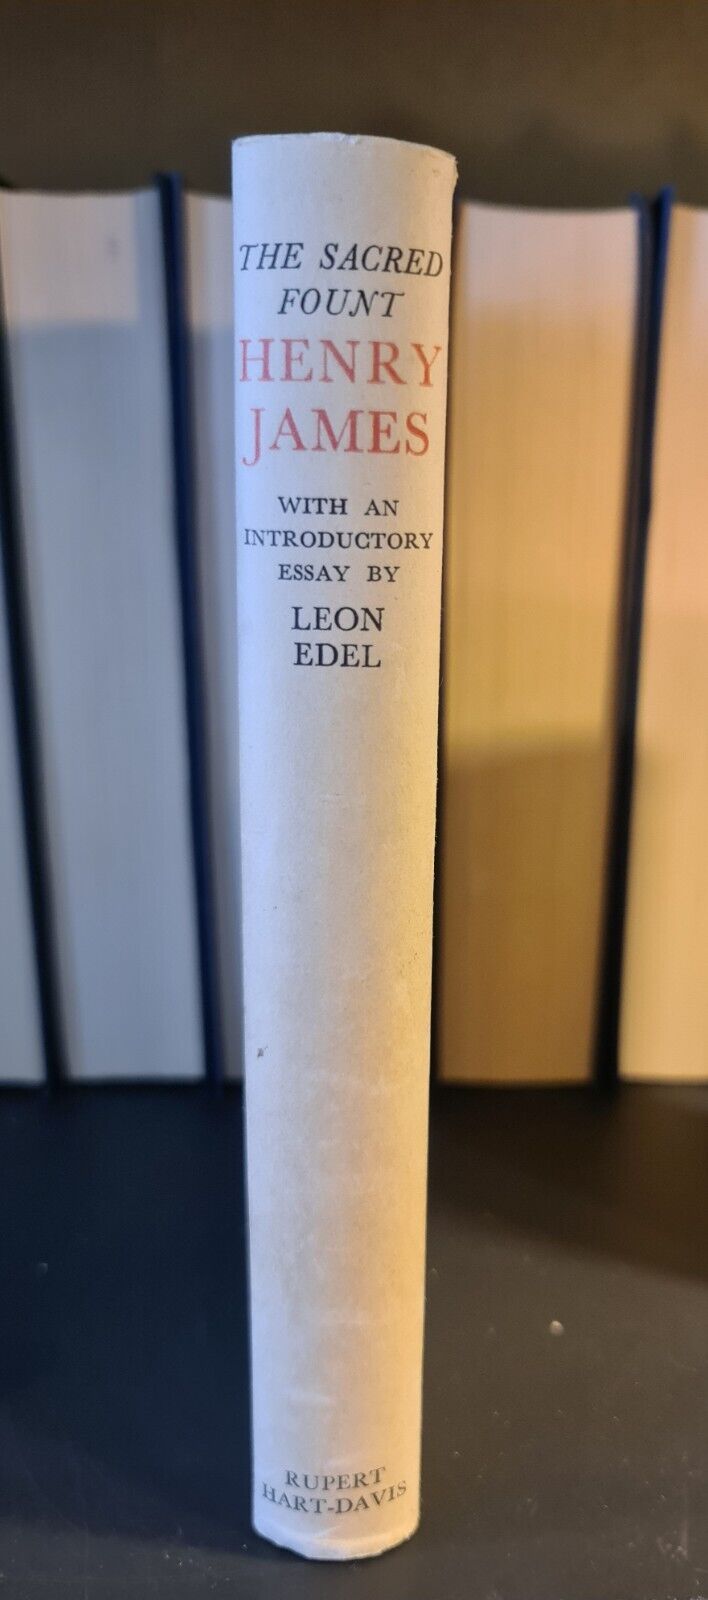 THE SACRED
FOUNT
HENRY
JAMES
WITH AN
INTRODUCTORY
ESSAY BY
LEON
EDEL
RUPERT
HART-DAVIS